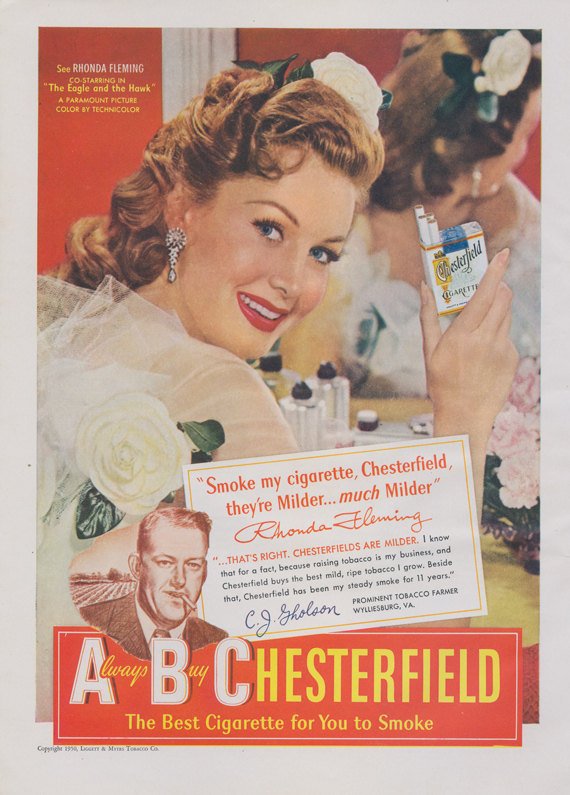 See RHONDA FLEMING
CO-STARRING IN
"The Eagle and the Hawk"
A PARAMOUNT PICTURE
COLOR BY TECHNICOLOR
Chesterfield
CIGARETTES
"Smoke my cigarette, Chesterfield,
they're Milder... much Milder"
Rhonda Fleming
"...THAT'S RIGHT. CHESTERFIELDS ARE MILDER. I know
that for a fact, because raising tobacco is my business, and
Chesterfield buys the best mild, ripe tobacco I grow. Beside
that, Chesterfield has been my steady smoke for 11 years."
C.J. Gholson
PROMINENT TOBACCO FARMER
WYLLIESBURG, VA.
Always Buy CHESTERFIELD
The Best Cigarette for You to Smoke
Copyright 1950, LIGGETT & MYERS TOBACCO CO.